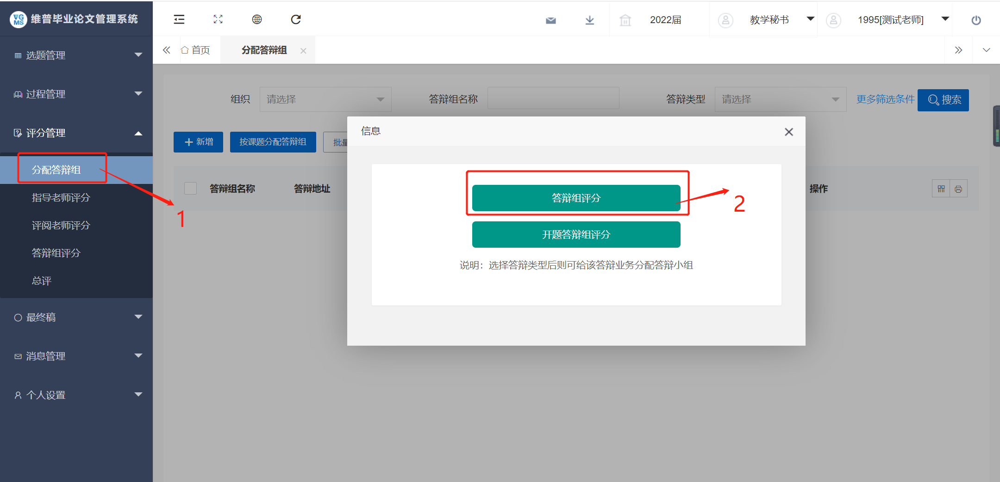 VG
MS
维普毕业论文管理系统
2022届
教学秘书
1995[测试老师]
首页
分配答辩组
选题管理
过程管理
评分管理
分配答辩组
指导老师评分
评阅老师评分
答辩组评分
总评
最终稿
消息管理
个人设置
组织
请选择
答辩组名称
答辩类型
请选择
更多筛选条件
搜索
新增
按课题分配答辩组
批量
答辩组名称
答辩地址
操作
信息
答辩组评分
开题答辩组评分
说明：选择答辩类型后则可给该答辩业务分配答辩小组
1
2